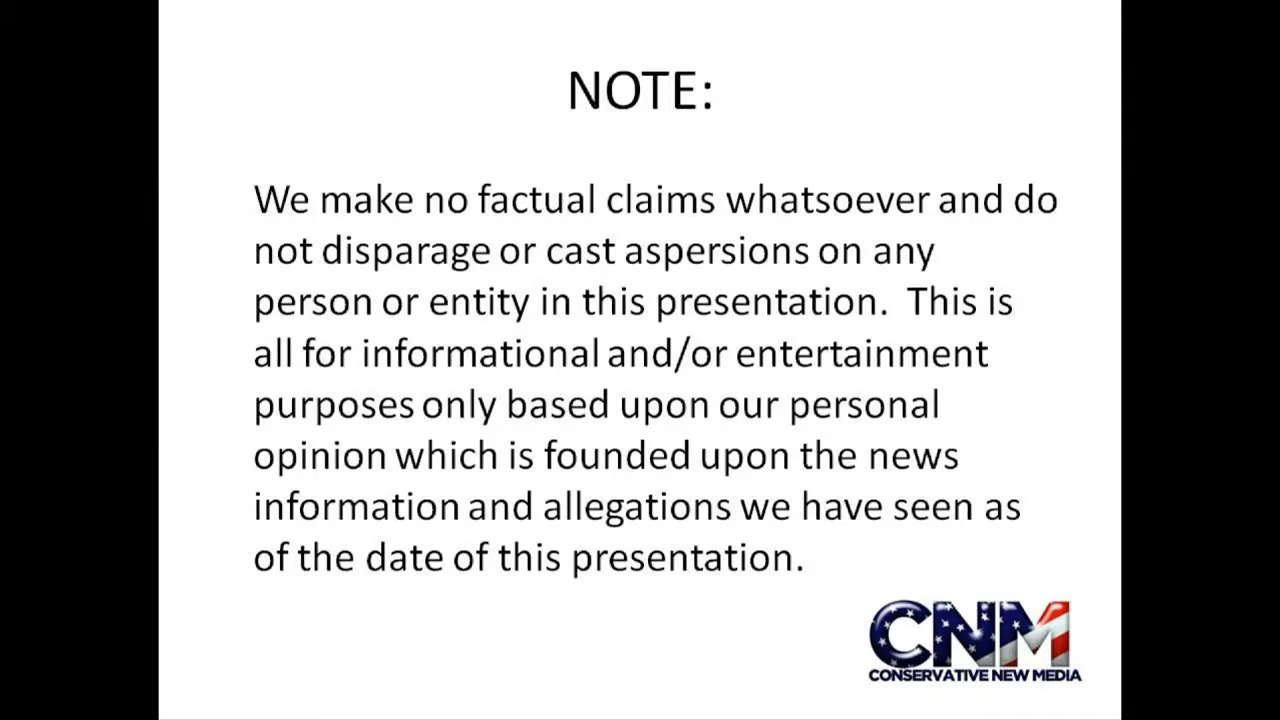 NOTE:
We make no factual claims whatsoever and do
not disparage or cast aspersions on any
person or entity in this presentation.  This is
all for informational and/or entertainment
purposes only based upon our personal
opinion which is founded upon the news
information and allegations we have seen as
of the date of this presentation.
CNM
CONSERVATIVE NEW MEDIA